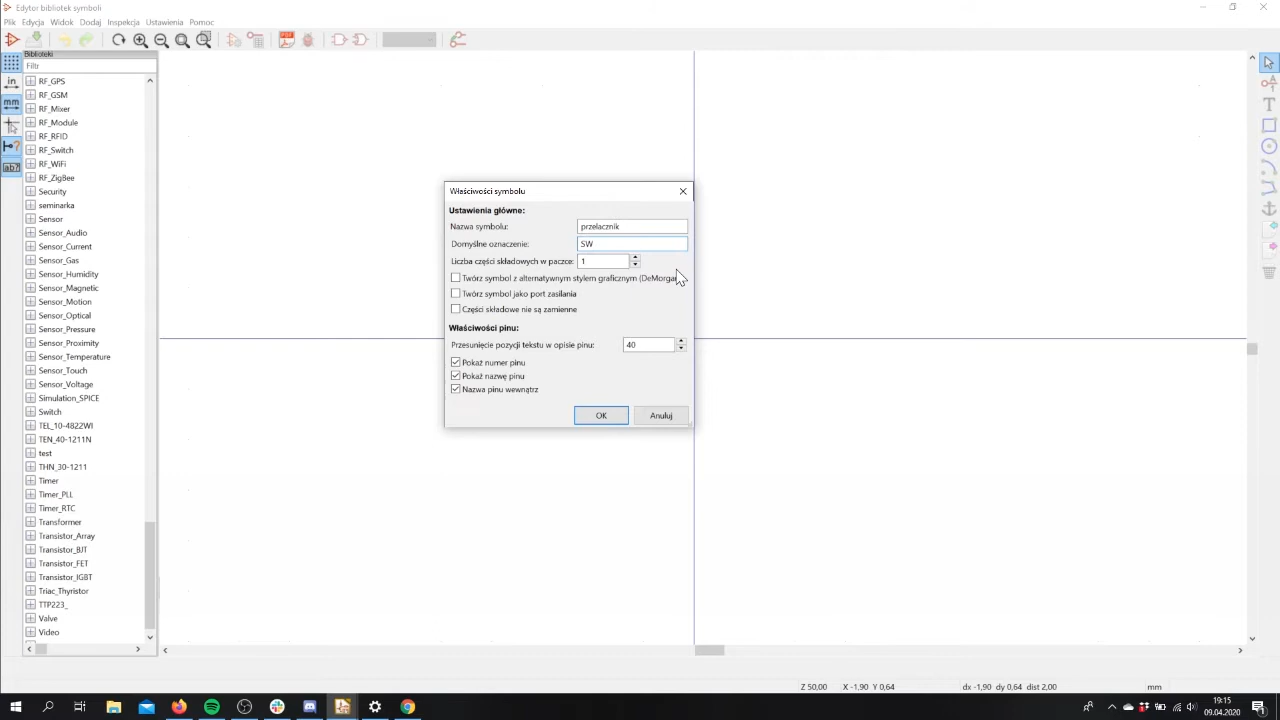 Edytor bibliotek symboli
Plik Edycja Widok Dodaj Inspekcja Ustawienia Pomoc
PDF
Biblioteki
Filtr
in
mm
ab?
RF_GPS
RF_GSM
RF_Mixer
RF_Module
RF_RFID
RF_Switch
RF_WiFi
RF_ZigBee
Security
seminarka
Sensor
Sensor_Audio
Sensor_Current
Sensor_Gas
Sensor_Humidity
Sensor_Magnetic
Sensor_Motion
Sensor_Optical
Sensor_Pressure
Sensor_Proximity
Sensor_Temperature
Sensor_Touch
Sensor_Voltage
Simulation_SPICE
Switch
TEL_10-4822WI
TEN_40-1211N
test
THN_30-1211
Timer
Timer_PLL
Timer_RTC
Transformer
Transistor_Array
Transistor_BJT
Transistor_FET
Transistor_IGBT
Triac_Thyristor
TTP223_
Valve
Video
Właściwości symbolu
Ustawienia główne:
Nazwa symbolu: przelacznik
Domyślne oznaczenie: SW
Liczba części składowych w paczce: 1
Twórz symbol z alternatywnym stylem graficznym (DeMorgan
Twórz symbol jako port zasilania
Części składowe nie są zamienne
Właściwości pinu:
Przesunięcie pozycji tekstu w opisie pinu: 40
Pokaż numer pinu
Pokaż nazwę pinu
Nazwa pinu wewnątrz
OK Anuluj
Z 50,00 X -1,90 Y 0,64 dx -1,90 dy 0,64 dist 2,00 mm
19:15
09.04.2020